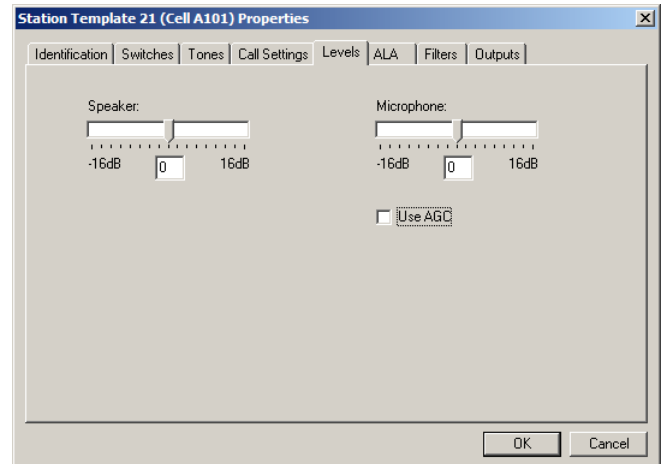 Station Template 21 (Cell A101) Properties
Identification Switches Tones Call Settings Levels ALA Filters Outputs
Speaker: Microphone:
-16dB 0 16dB -16dB 0 16dB
Use AGC
OK Cancel